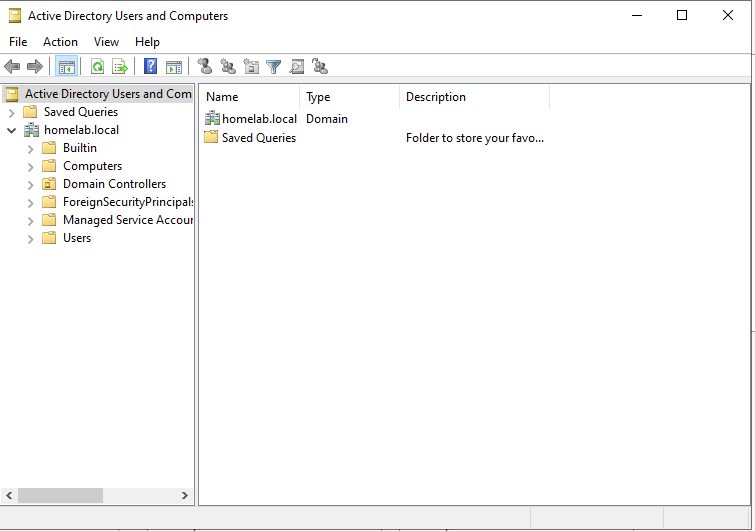 Active Directory Users and Computers
File Action View Help
Active Directory Users and Com
Saved Queries
homelab.local
Builtin
Computers
Domain Controllers
ForeignSecurityPrincipals
Managed Service Accour
Users
Name Type Description
homelab.local Domain
Saved Queries Folder to store your favo...